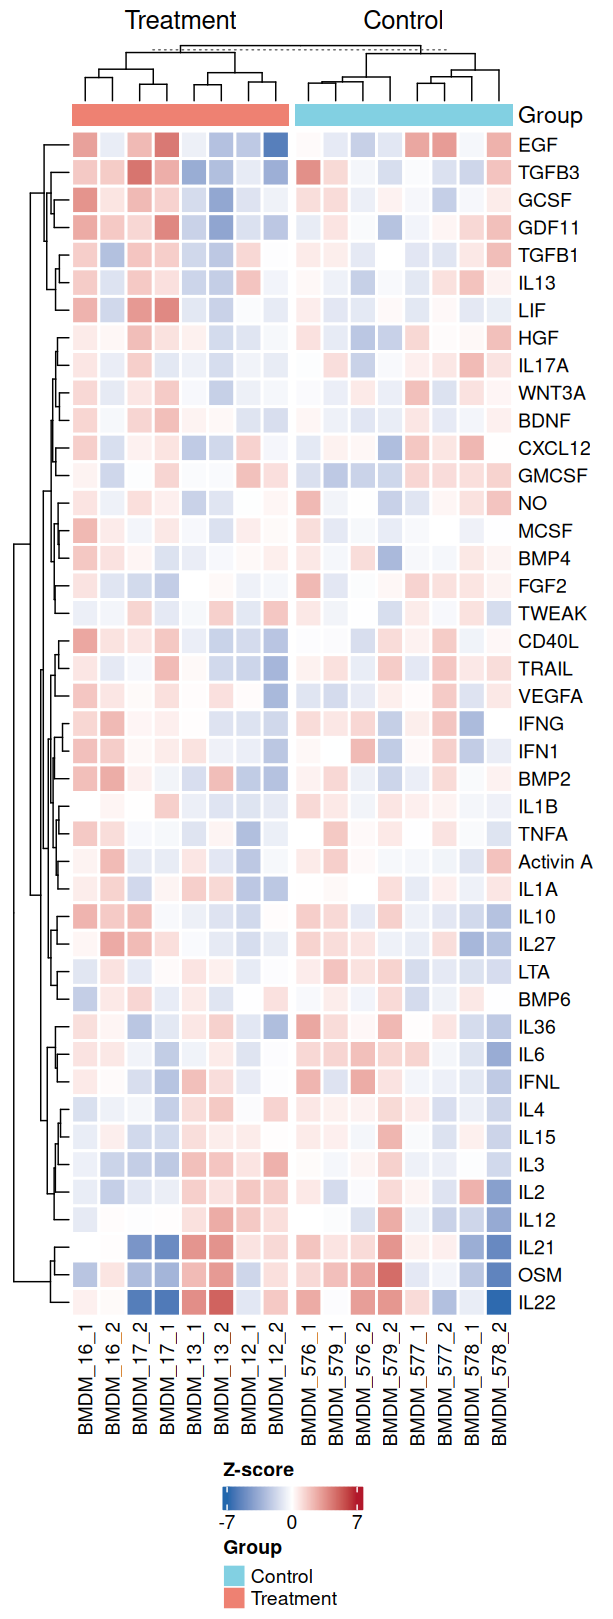 Treatment Control
Group
EGF
TGFB3
GCSF
GDF11
TGFB1
IL13
LIF
HGF
IL17A
WNT3A
BDNF
CXCL12
GMCSF
NO
MCSF
BMP4
FGF2
TWEAK
CD40L
TRAIL
VEGFA
IFNG
IFN1
BMP2
IL1B
TNFA
Activin A
IL1A
IL10
IL27
LTA
BMP6
IL36
IL6
IFNL
IL4
IL15
IL3
IL2
IL12
IL21
OSM
IL22
BMDM_16_1
BMDM_16_2
BMDM_17_2
BMDM_17_1
BMDM_13_1
BMDM_13_2
BMDM_12_1
BMDM_12_2
BMDM_576_1
BMDM_579_1
BMDM_576_2
BMDM_579_2
BMDM_577_1
BMDM_577_2
BMDM_578_1
BMDM_578_2
Z-score
-7 0 7
Group
Control
Treatment